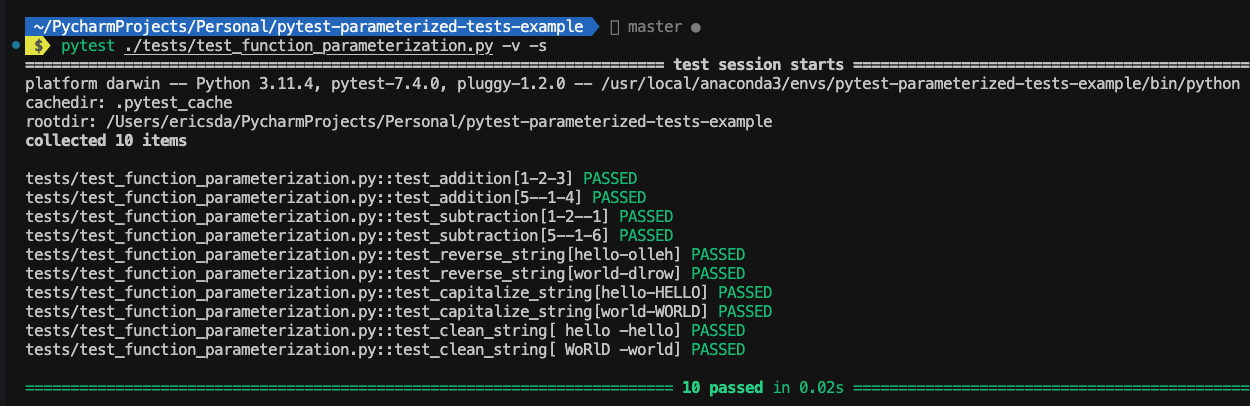 ~/PycharmProjects/Personal/pytest-parameterized-tests-example master ●
$ pytest ./tests/test_function_parameterization.py -v -s
======================================================================= test session starts ============================================
platform darwin -- Python 3.11.4, pytest-7.4.0, pluggy-1.2.0 -- /usr/local/anaconda3/envs/pytest-parameterized-tests-example/bin/python
cachedir: .pytest_cache
rootdir: /Users/ericsda/PycharmProjects/Personal/pytest-parameterized-tests-example
collected 10 items
tests/test_function_parameterization.py::test_addition[1-2-3] PASSED
tests/test_function_parameterization.py::test_addition[5--1-4] PASSED
tests/test_function_parameterization.py::test_subtraction[1-2--1] PASSED
tests/test_function_parameterization.py::test_subtraction[5--1-6] PASSED
tests/test_function_parameterization.py::test_reverse_string[hello-olleh] PASSED
tests/test_function_parameterization.py::test_reverse_string[world-dlrow] PASSED
tests/test_function_parameterization.py::test_capitalize_string[hello-HELLO] PASSED
tests/test_function_parameterization.py::test_capitalize_string[world-WORLD] PASSED
tests/test_function_parameterization.py::test_clean_string[ hello -hello] PASSED
tests/test_function_parameterization.py::test_clean_string[ WoRlD -world] PASSED
======================================================================== 10 passed in 0.02s ============================================